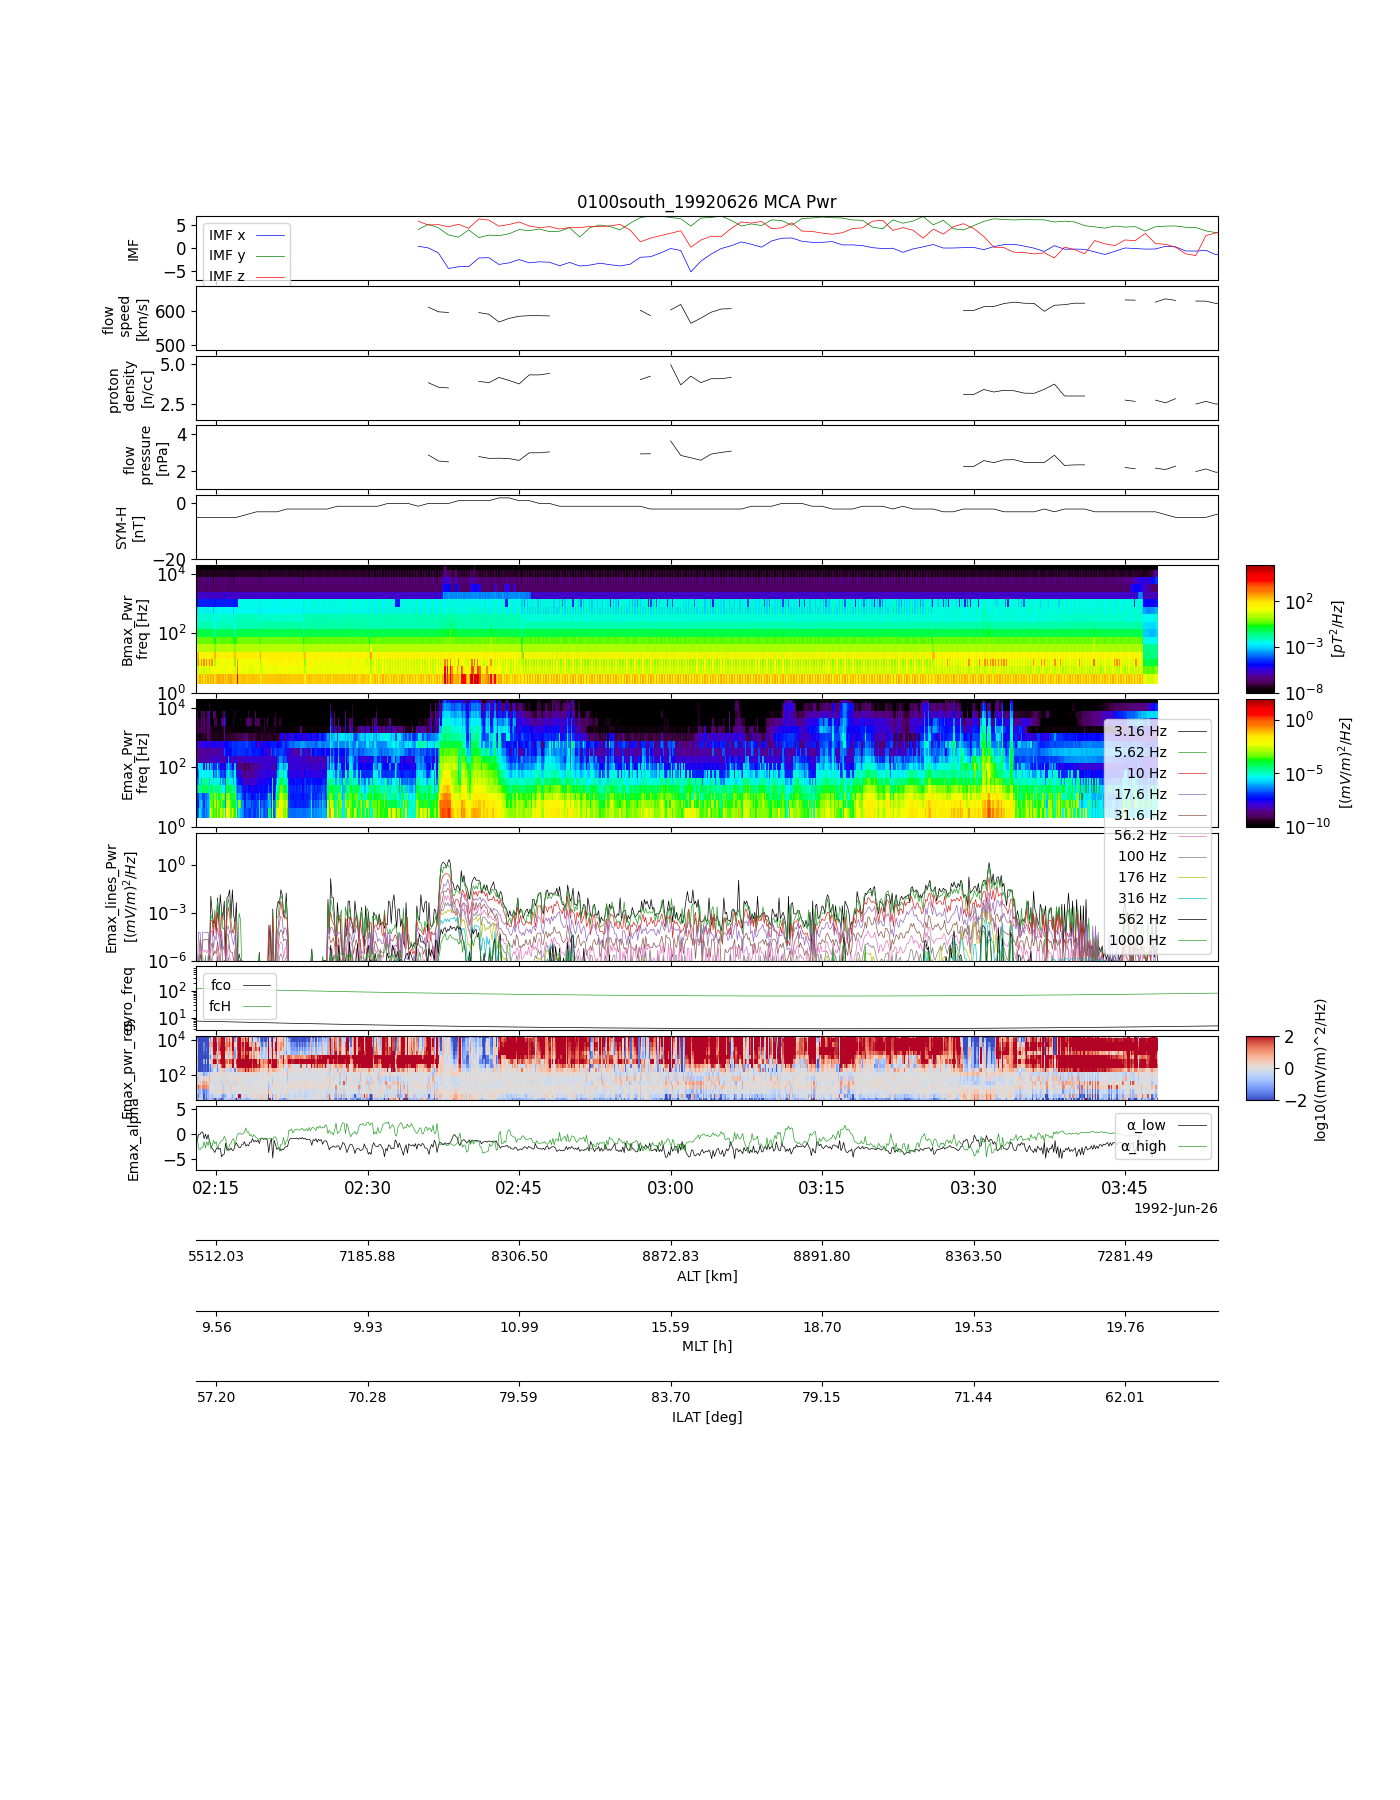 0100south_19920626 MCA Pwr
IMF
5
0
−5
IMF x
IMF y
IMF z
flow
speed
[km/s]
600
500
proton
density
[n/cc]
5.0
2.5
flow
pressure
[nPa]
4
2
SYM-H
[nT]
0
−20
Bmax_Pwr
freq [Hz]
10^4
10^2
10^0
10^2
10^−3
10^−8
[pT^2/Hz]
Emax_Pwr
freq [Hz]
10^4
10^2
10^0
10^0
10^−5
10^−10
[(mV/m)^2/Hz]
3.16 Hz
5.62 Hz
10 Hz
17.6 Hz
31.6 Hz
56.2 Hz
100 Hz
176 Hz
316 Hz
562 Hz
1000 Hz
Emax_lines_Pwr
[(mV/m)^2/Hz]
10^0
10^−3
10^−6
gyro_freq
10^2
10^1
fco
fcH
Emax_pwr_reg
10^4
10^2
2
0
−2
log10((mV/m)^2/Hz)
Emax_alpha
5
0
−5
α_low
α_high
02:15 02:30 02:45 03:00 03:15 03:30 03:45
1992-Jun-26
5512.03 7185.88 8306.50 8872.83 8891.80 8363.50 7281.49
ALT [km]
9.56 9.93 10.99 15.59 18.70 19.53 19.76
MLT [h]
57.20 70.28 79.59 83.70 79.15 71.44 62.01
ILAT [deg]